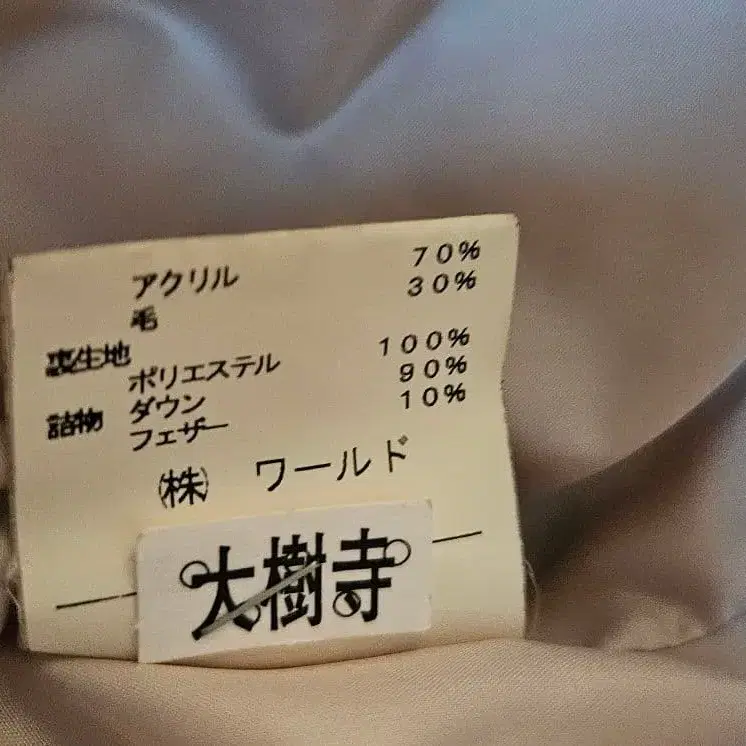 アクリル 70%
毛 30%
裏生地
ポリエステル 100%
詰物 ダウン 90%
フェザー 10%
(株) ワールド
大樹寺